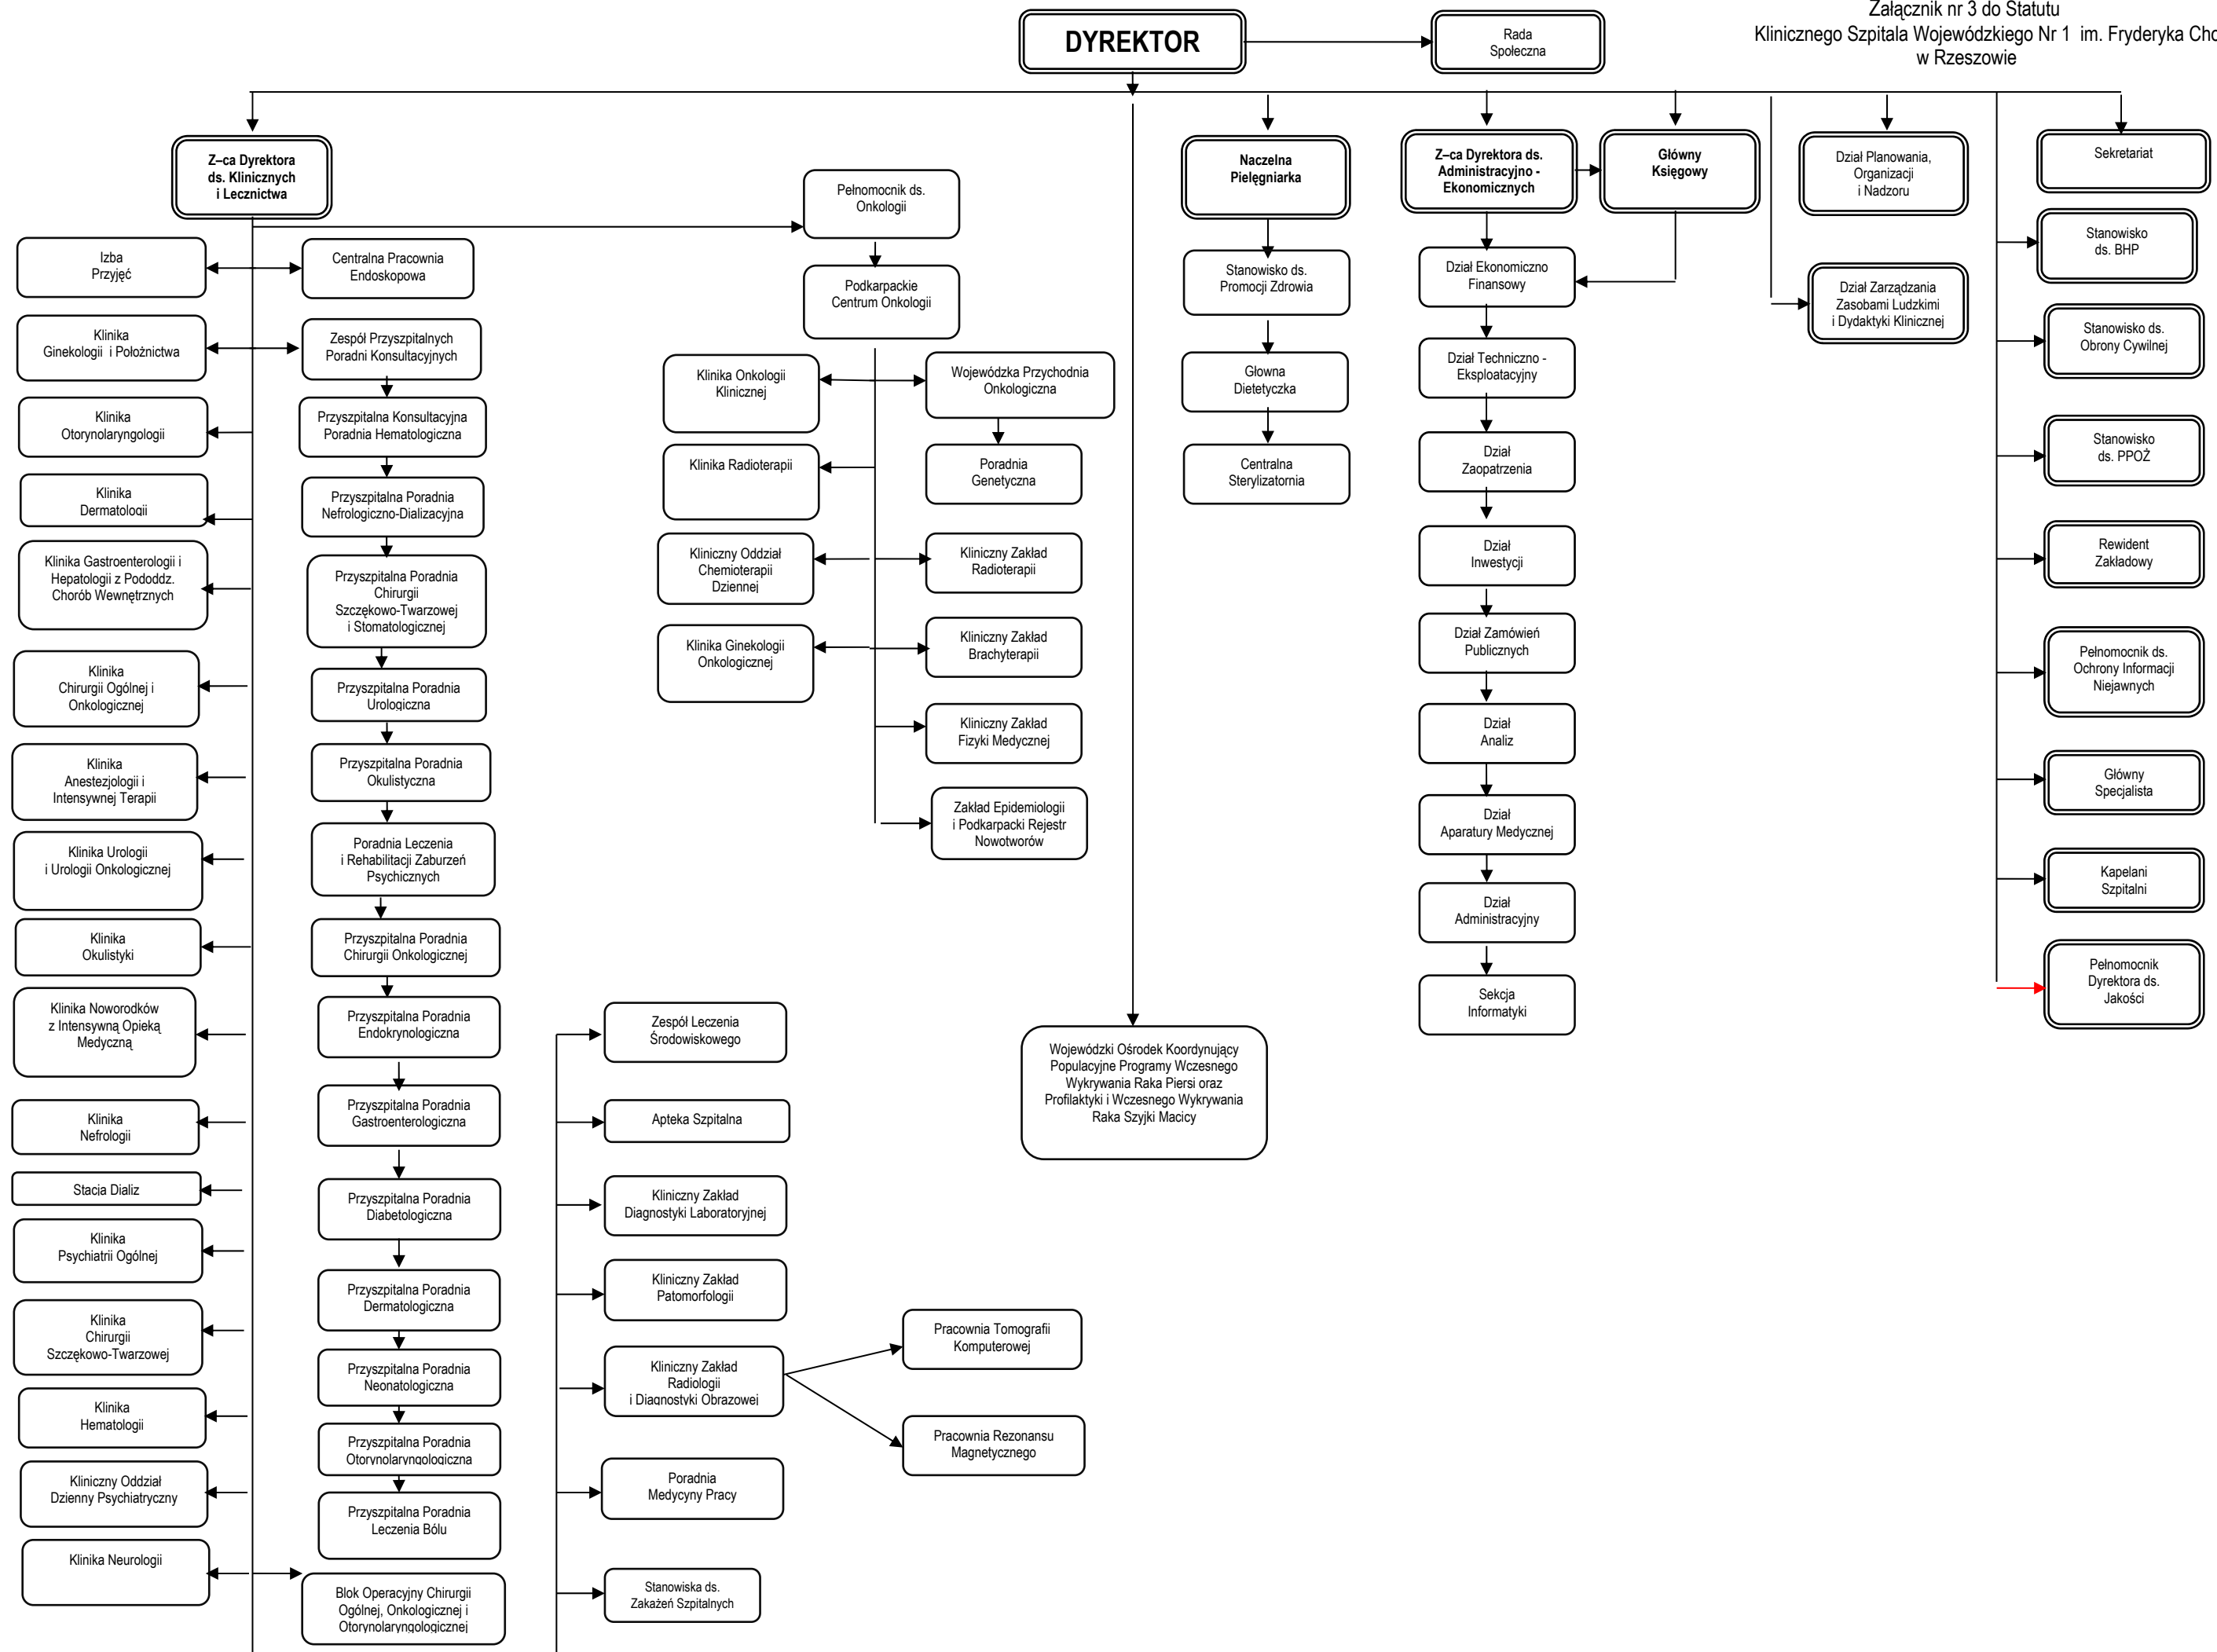 Załącznik nr 3 do Statutu
Klinicznego Szpitala Wojewódzkiego Nr 1 im. Fryderyka Cho
w Rzeszowie
DYREKTOR
Rada
Społeczna
Z–ca Dyrektora
ds. Klinicznych
i Lecznictwa
Naczelna
Pielęgniarka
Z–ca Dyrektora ds.
Administracyjno -
Ekonomicznych
Główny
Księgowy
Dział Planowania,
Organizacji
i Nadzoru
Sekretariat
Izba
Przyjęć
Klinika
Ginekologii i Położnictwa
Klinika
Otorynolaryngologii
Klinika
Dermatologii
Klinika Gastroenterologii i
Hepatologii z Pododdz.
Chorób Wewnętrznych
Klinika
Chirurgii Ogólnej i
Onkologicznej
Klinika
Anestezjologii i
Intensywnej Terapii
Klinika Urologii
i Urologii Onkologicznej
Klinika
Okulistyki
Klinika Noworodków
z Intensywną Opieką
Medyczną
Klinika
Nefrologii
Stacja Dializ
Klinika
Psychiatrii Ogólnej
Klinika
Chirurgii
Szczękowo-Twarzowej
Klinika
Hematologii
Kliniczny Oddział
Dzienny Psychiatryczny
Klinika Neurologii
Centralna Pracownia
Endoskopowa
Zespół Przyszpitalnych
Poradni Konsultacyjnych
Przyszpitalna Konsultacyjna
Poradnia Hematologiczna
Przyszpitalna Poradnia
Nefrologiczno-Dializacyjna
Przyszpitalna Poradnia
Chirurgii
Szczękowo-Twarzowej
i Stomatologicznej
Przyszpitalna Poradnia
Urologiczna
Przyszpitalna Poradnia
Okulistyczna
Poradnia Leczenia
i Rehabilitacji Zaburzeń
Psychicznych
Przyszpitalna Poradnia
Chirurgii Onkologicznej
Przyszpitalna Poradnia
Endokrynologiczna
Przyszpitalna Poradnia
Gastroenterologiczna
Przyszpitalna Poradnia
Diabetologiczna
Przyszpitalna Poradnia
Dermatologiczna
Przyszpitalna Poradnia
Neonatologiczna
Przyszpitalna Poradnia
Otorynolaryngologiczna
Przyszpitalna Poradnia
Leczenia Bólu
Blok Operacyjny Chirurgii
Ogólnej, Onkologicznej i
Otorynolaryngologicznej
Zespół Leczenia
Środowiskowego
Apteka Szpitalna
Kliniczny Zakład
Diagnostyki Laboratoryjnej
Kliniczny Zakład
Patomorfologii
Kliniczny Zakład
Radiologii
i Diagnostyki Obrazowej
Poradnia
Medycyny Pracy
Stanowiska ds.
Zakażeń Szpitalnych
Pracownia Tomografii
Komputerowej
Pracownia Rezonansu
Magnetycznego
Pełnomocnik ds.
Onkologii
Podkarpackie
Centrum Onkologii
Klinika Onkologii
Klinicznej
Klinika Radioterapii
Kliniczny Oddział
Chemioterapii
Dziennej
Klinika Ginekologii
Onkologicznej
Wojewódzka Przychodnia
Onkologiczna
Poradnia
Genetyczna
Kliniczny Zakład
Radioterapii
Kliniczny Zakład
Brachyterapii
Kliniczny Zakład
Fizyki Medycznej
Zakład Epidemiologii
i Podkarpacki Rejestr
Nowotworów
Wojewódzki Ośrodek Koordynujący
Populacyjne Programy Wczesnego
Wykrywania Raka Piersi oraz
Profilaktyki i Wczesnego Wykrywania
Raka Szyjki Macicy
Stanowisko ds.
Promocji Zdrowia
Głowna
Dietetyczka
Centralna
Sterylizatornia
Dział Ekonomiczno
Finansowy
Dział Techniczno -
Eksploatacyjny
Dział
Zaopatrzenia
Dział
Inwestycji
Dział Zamówień
Publicznych
Dział
Analiz
Dział
Aparatury Medycznej
Dział
Administracyjny
Sekcja
Informatyki
Dział Zarządzania
Zasobami Ludzkimi
i Dydaktyki Klinicznej
Stanowisko
ds. BHP
Stanowisko ds.
Obrony Cywilnej
Stanowisko
ds. PPOŻ
Rewident
Zakładowy
Pełnomocnik ds.
Ochrony Informacji
Niejawnych
Główny
Specjalista
Kapelani
Szpitalni
Pełnomocnik
Dyrektora ds.
Jakości